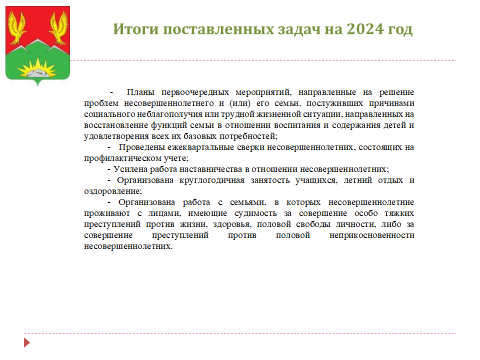 Итоги поставленных задач на 2024 год
- Планы первоочередных мероприятий, направленные на решение
проблем несовершеннолетнего и (или) его семьи, послуживших причинами
социального неблагополучия или трудной жизненной ситуации, направленных на
восстановление функций семьи в отношении воспитания и содержания детей и
удовлетворения всех их базовых потребностей;
- Проведены ежеквартальные сверки несовершеннолетних, состоящих на
профилактическом учете;
- Усилена работа наставничества в отношении несовершеннолетних;
- Организована круглогодичная занятость учащихся, летний отдых и
оздоровление;
- Организована работа с семьями, в которых несовершеннолетние
проживают с лицами, имеющие судимость за совершение особо тяжких
преступлений против жизни, здоровья, половой свободы личности, либо за
совершение преступлений против половой неприкосновенности
несовершеннолетних.